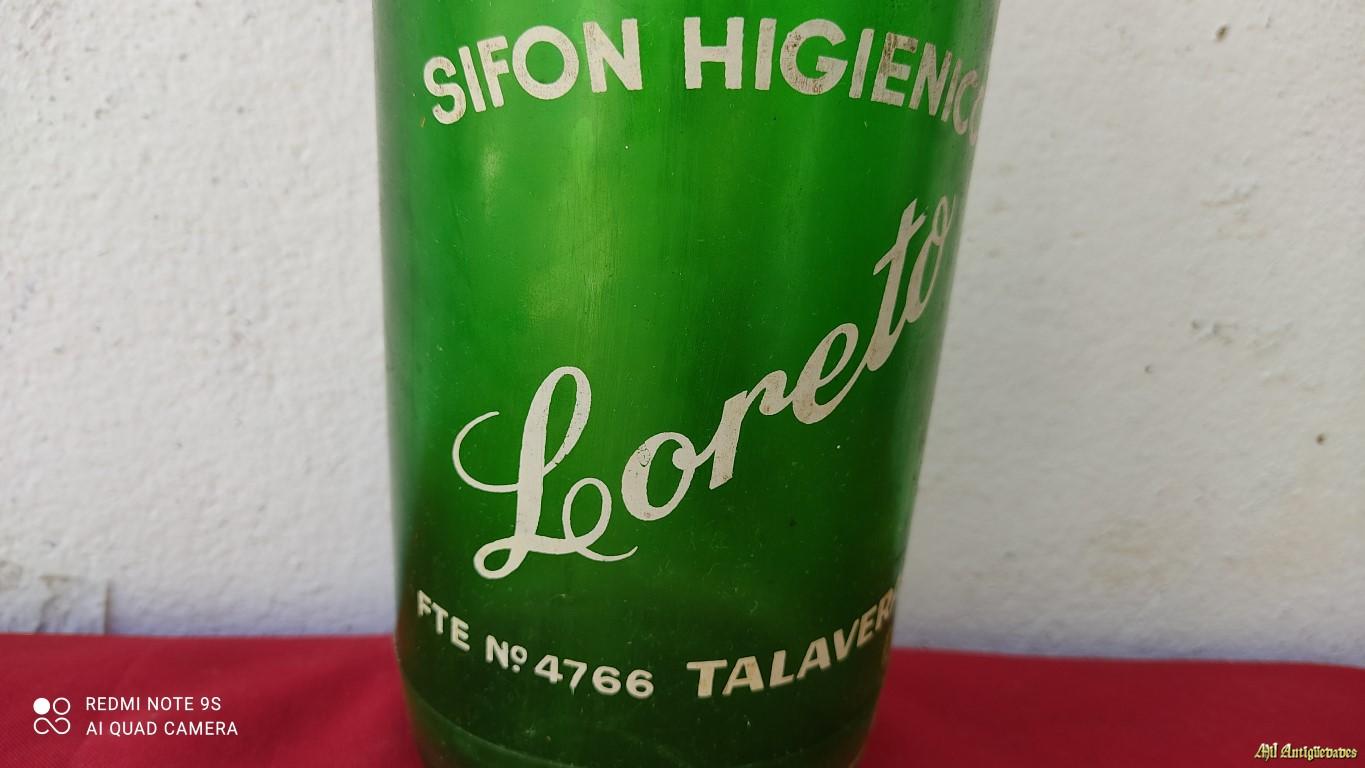 SIFON HIGIENICO
Loreto
FTE Nº 4766 TALAVERA
REDMI NOTE 9S
AI QUAD CAMERA
Mil Antigüedades